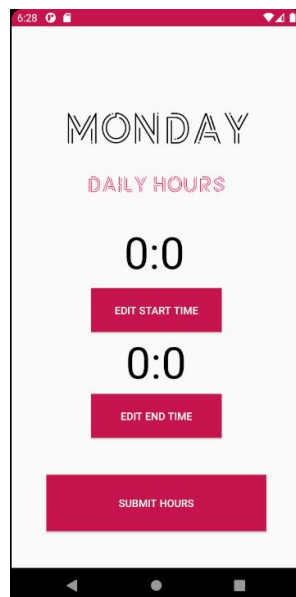 6:28
MONDAY
DAILY HOURS
0:0
EDIT START TIME
0:0
EDIT END TIME
SUBMIT HOURS